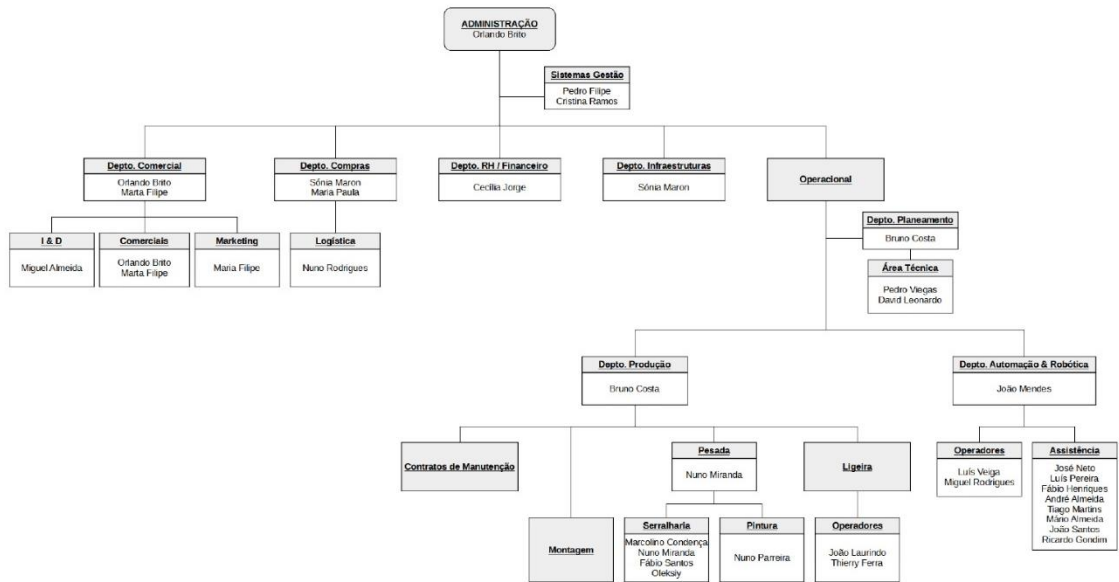 ADMINISTRAÇÃO
Orlando Brito
Sistemas Gestão
Pedro Filipe
Cristina Ramos
Depto. Comercial
Orlando Brito
Marta Filipe
Depto. Compras
Sónia Maron
Maria Paula
Depto. RH / Financeiro
Cecília Jorge
Depto. Infraestruturas
Sónia Maron
Operacional
I & D
Miguel Almeida
Comerciais
Orlando Brito
Marta Filipe
Marketing
Maria Filipe
Logística
Nuno Rodrigues
Depto. Planeamento
Bruno Costa
Área Técnica
Pedro Viegas
David Leonardo
Depto. Produção
Bruno Costa
Depto. Automação & Robótica
João Mendes
Contratos de Manutenção
Montagem
Pesada
Nuno Miranda
Ligeira
Serralharia
Marcolino Condença
Nuno Miranda
Fábio Santos
Oleksiy
Pintura
Nuno Parreira
Operadores
João Laurindo
Thierry Ferra
Operadores
Luís Veiga
Miguel Rodrigues
Assistência
José Neto
Luís Pereira
Fábio Henriques
André Almeida
Tiago Martins
Mário Almeida
João Santos
Ricardo Gondim